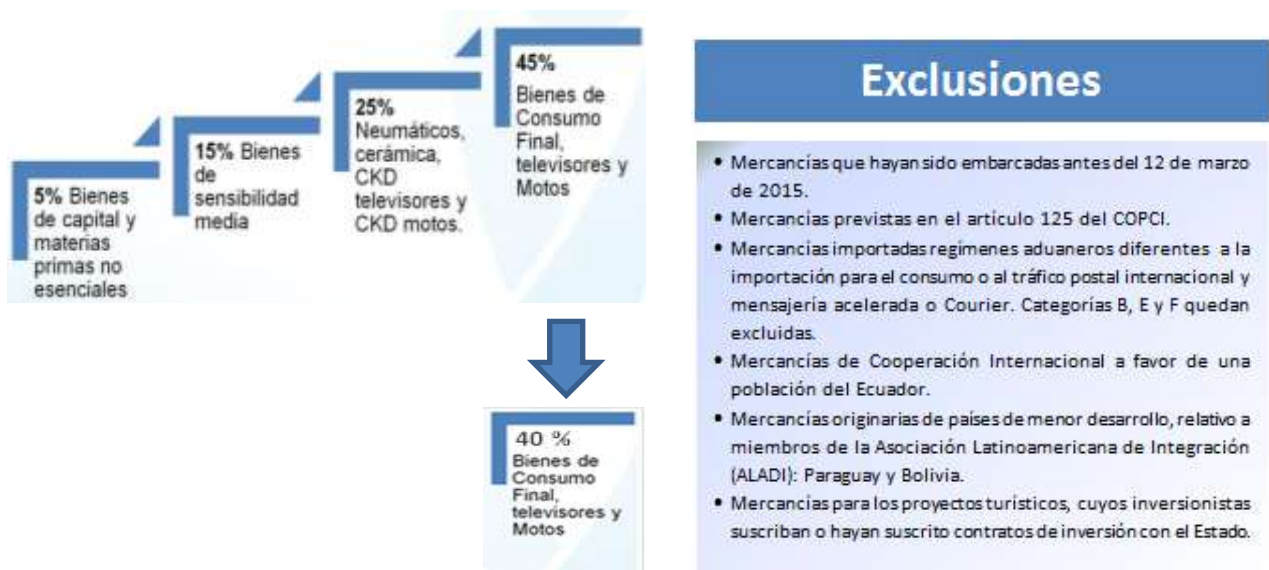 5% Bienes
de capital y
materias
primas no
esenciales
15% Bienes
de
sensibilidad
media
25%
Neumáticos,
cerámica,
CKD
televisores y
CKD motos.
45%
Bienes de
Consumo
Final,
televisores y
Motos
40 %
Bienes de
Consumo
Final,
televisores y
Motos
Exclusiones
• Mercancías que hayan sido embarcadas antes del 12 de marzo
de 2015.
• Mercancías previstas en el artículo 125 del COPCI.
• Mercancías importadas regímenes aduaneros diferentes a la
importación para el consumo o al tráfico postal internacional y
mensajería acelerada o Courier. Categorías B, E y F quedan
excluidas.
• Mercancías de Cooperación Internacional a favor de una
población del Ecuador.
• Mercancías originarias de países de menor desarrollo, relativo a
miembros de la Asociación Latinoamericana de Integración
(ALADI): Paraguay y Bolivia.
• Mercancías para los proyectos turísticos, cuyos inversionistas
suscriban o hayan suscrito contratos de inversión con el Estado.